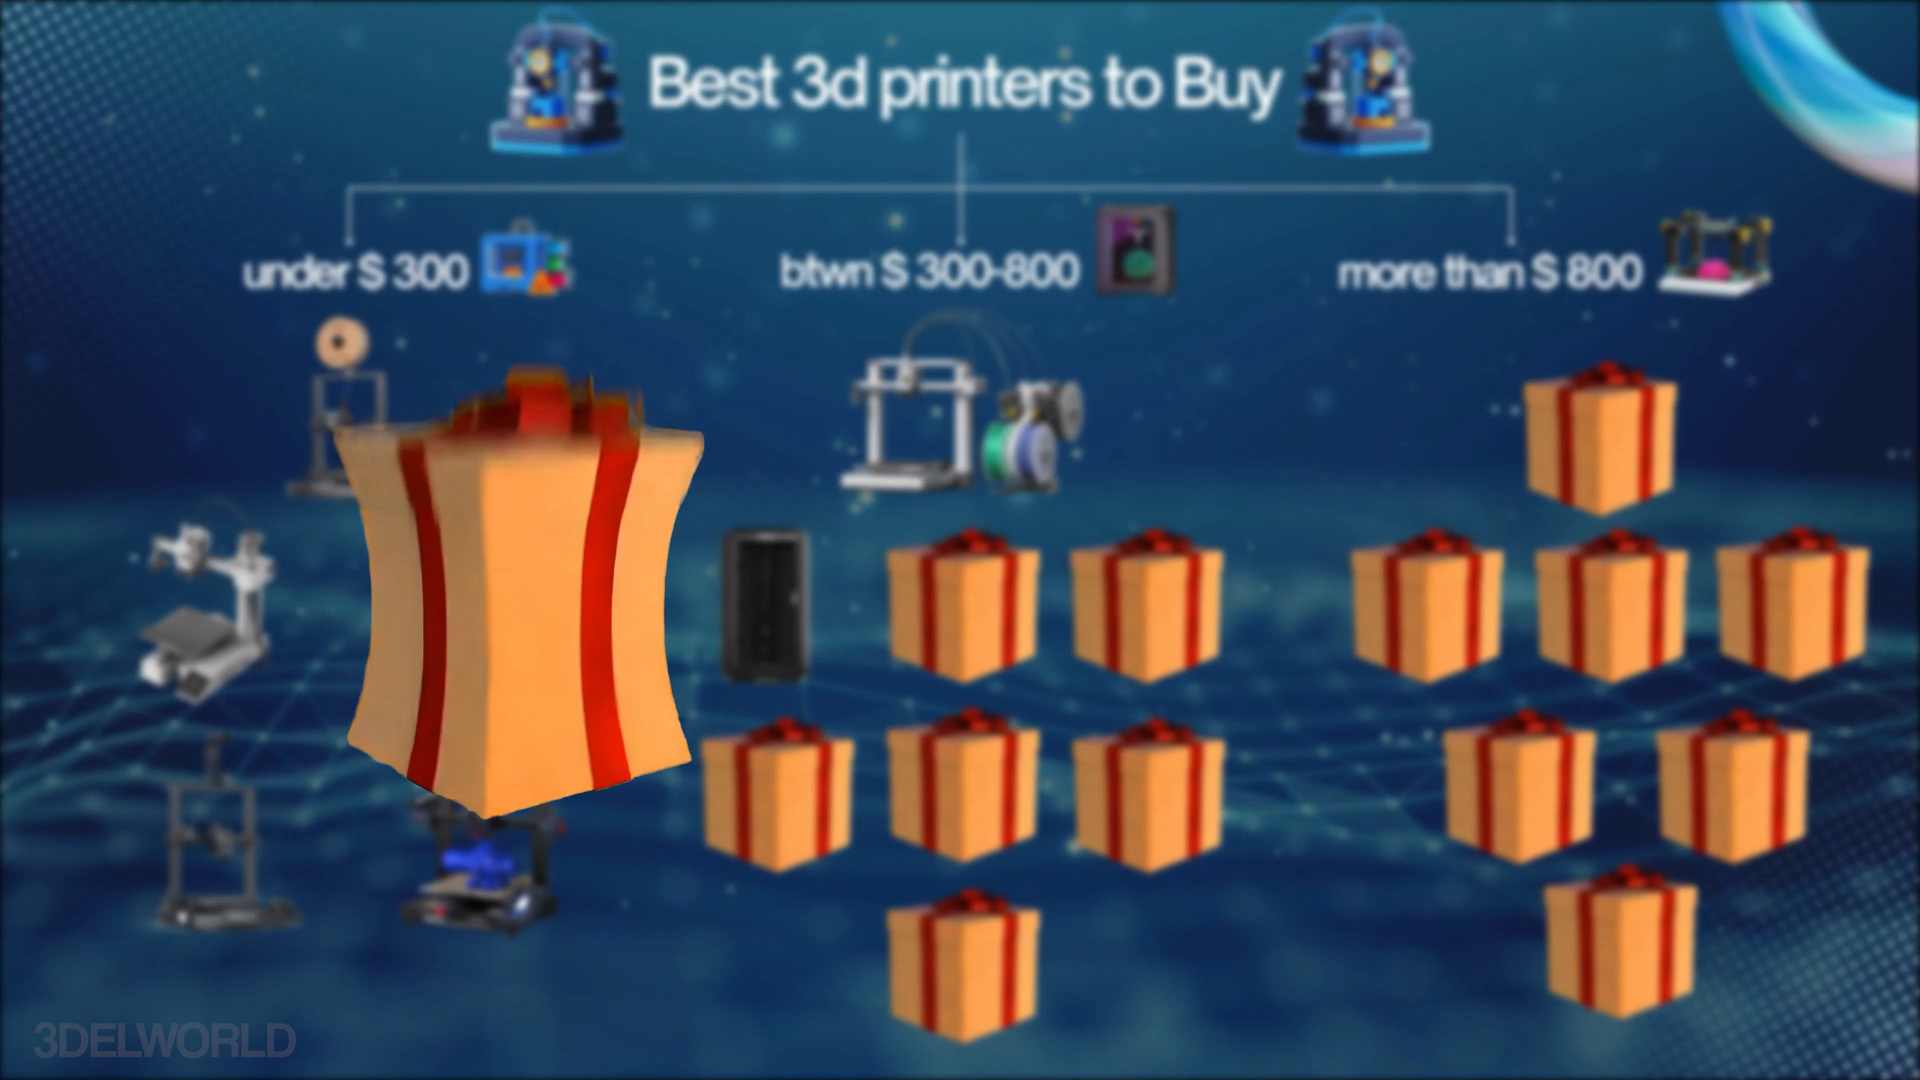 Best 3d printers to Buy
under $ 300
btwn $ 300-800
more than $ 800
3DELWORLD